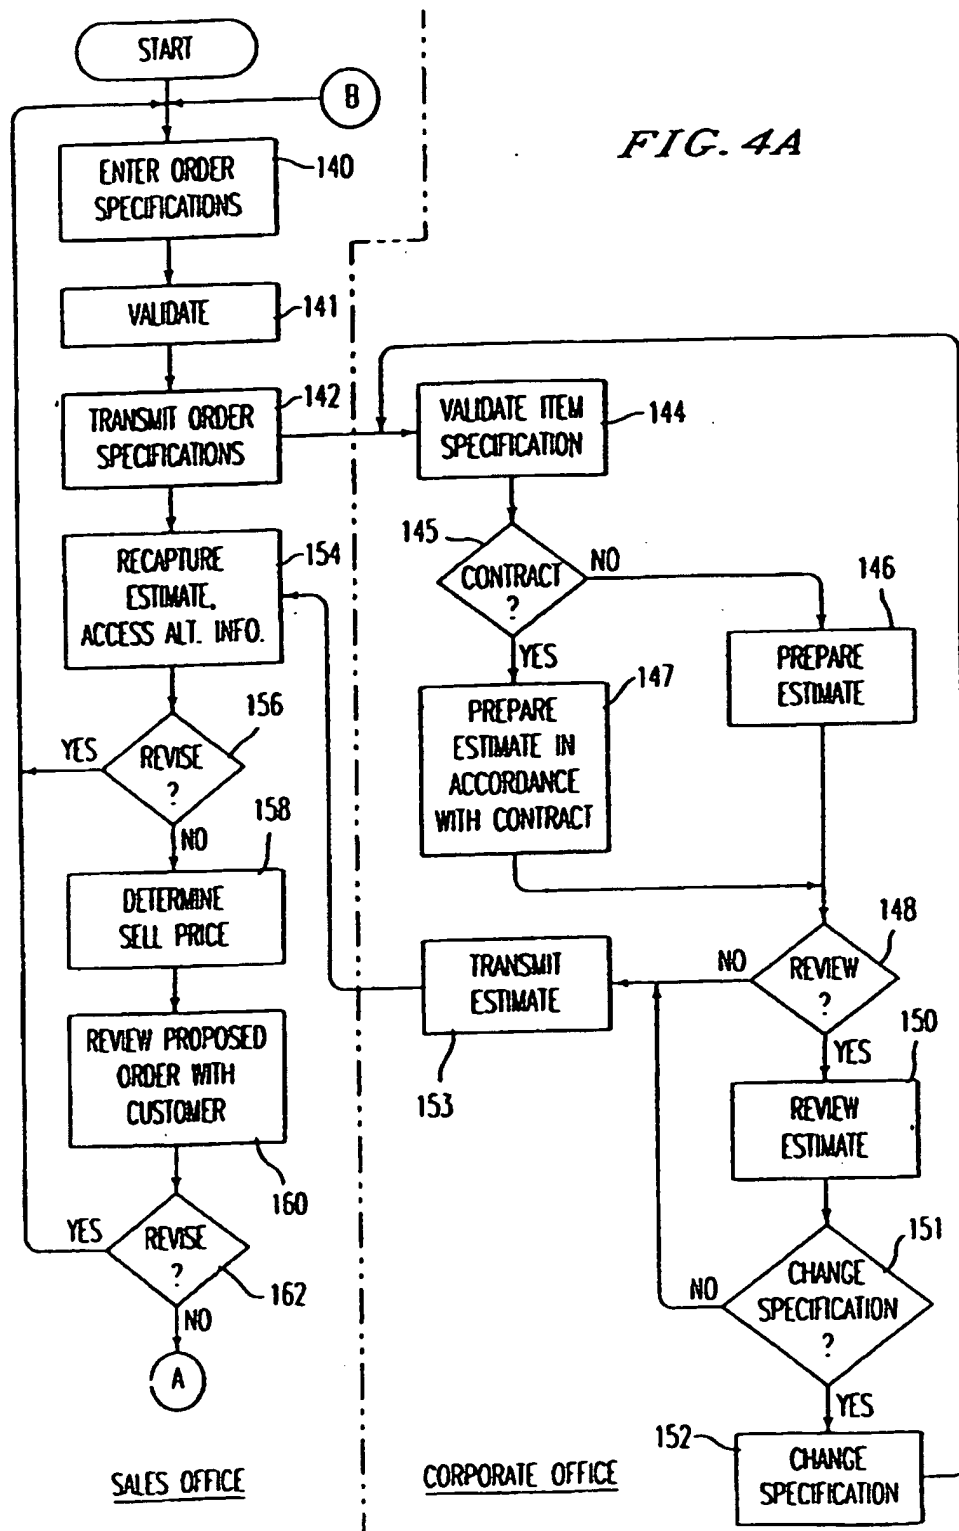 START
B
FIG. 4A
ENTER ORDER
SPECIFICATIONS
140
VALIDATE
141
TRANSMIT ORDER
SPECIFICATIONS
142
VALIDATE ITEM
SPECIFICATION
144
RECAPTURE
ESTIMATE.
ACCESS ALT. INFO.
154
145
CONTRACT
?
NO
YES
146
PREPARE
ESTIMATE
147
PREPARE
ESTIMATE IN
ACCORDANCE
WITH CONTRACT
156
REVISE
?
YES
NO
158
DETERMINE
SELL PRICE
148
REVIEW
?
NO
YES
TRANSMIT
ESTIMATE
153
REVIEW PROPOSED
ORDER WITH
CUSTOMER
160
150
REVIEW
ESTIMATE
REVISE
?
YES
162
NO
A
151
CHANGE
SPECIFICATION
?
NO
YES
152
CHANGE
SPECIFICATION
SALES OFFICE
CORPORATE OFFICE